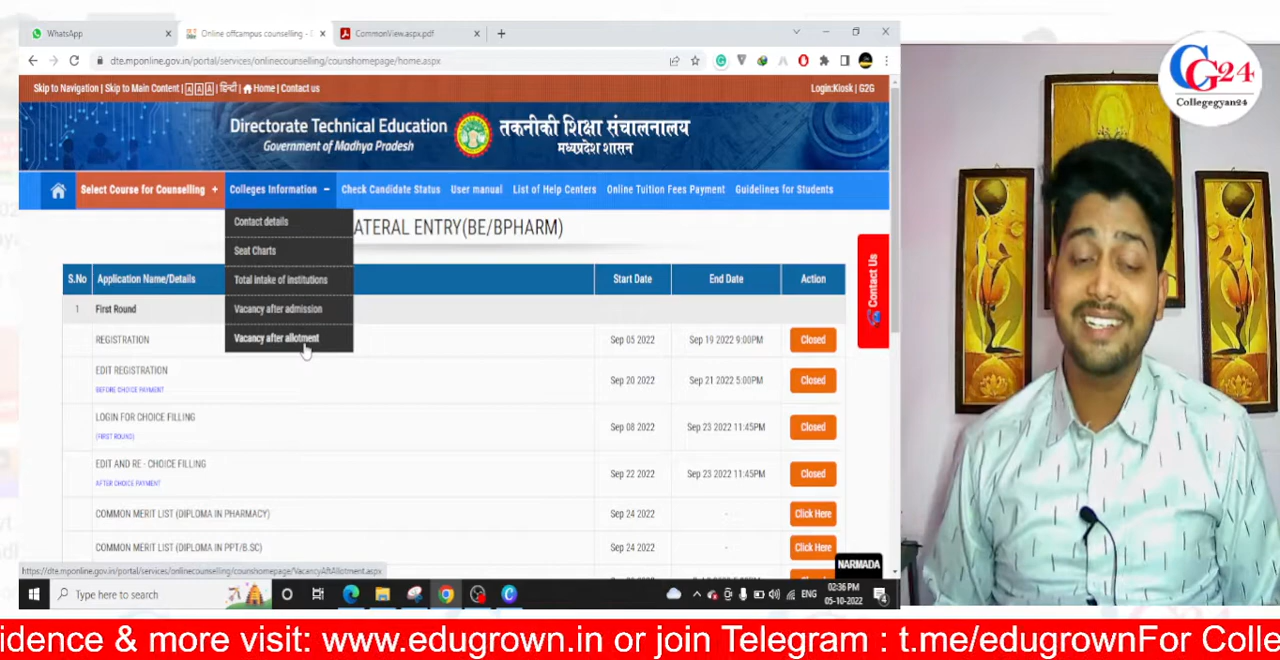 WhatsApp
Online offcampus counselling - D
CommonView.aspx.pdf
dte.mponline.gov.in/portal/services/onlinecounselling/counshomepage/home.aspx
Skip to Navigation | Skip to Main Content | A A A | हिन्दी | Home | Contact us
Login:Kiosk | G2G
Directorate Technical Education
Government of Madhya Pradesh
तकनीकी शिक्षा संचालनालय
मध्यप्रदेश शासन
Select Course for Counselling +
Colleges Information −
Check Candidate Status
User manual
List of Help Centers
Online Tuition Fees Payment
Guidelines for Students
Contact details
Seat Charts
Total intake of institutions
Vacancy after admission
Vacancy after allotment
ATERAL ENTRY(BE/BPHARM)
S.No Application Name/Details Start Date End Date Action
1 First Round
REGISTRATION Sep 05 2022 Sep 19 2022 9:00PM Closed
EDIT REGISTRATION Sep 20 2022 Sep 21 2022 5:00PM Closed
BEFORE CHOICE PAYMENT
LOGIN FOR CHOICE FILLING Sep 08 2022 Sep 23 2022 11:45PM Closed
(FIRST ROUND)
EDIT AND RE - CHOICE FILLING Sep 22 2022 Sep 23 2022 11:45PM Closed
AFTER CHOICE PAYMENT
COMMON MERIT LIST (DIPLOMA IN PHARMACY) Sep 24 2022 - Click Here
COMMON MERIT LIST (DIPLOMA IN PPT/B.SC) Sep 24 2022 - Click Here
Contact Us
NARMADA
https://dte.mponline.gov.in/portal/services/onlinecounselling/counshomepage/VacancyAftAllotment.aspx
Type here to search
ENG
02:36 PM
05-10-2022
4
CG24
Collegegyan24
idence & more visit: www.edugrown.in or join Telegram : t.me/edugrownFor Colle